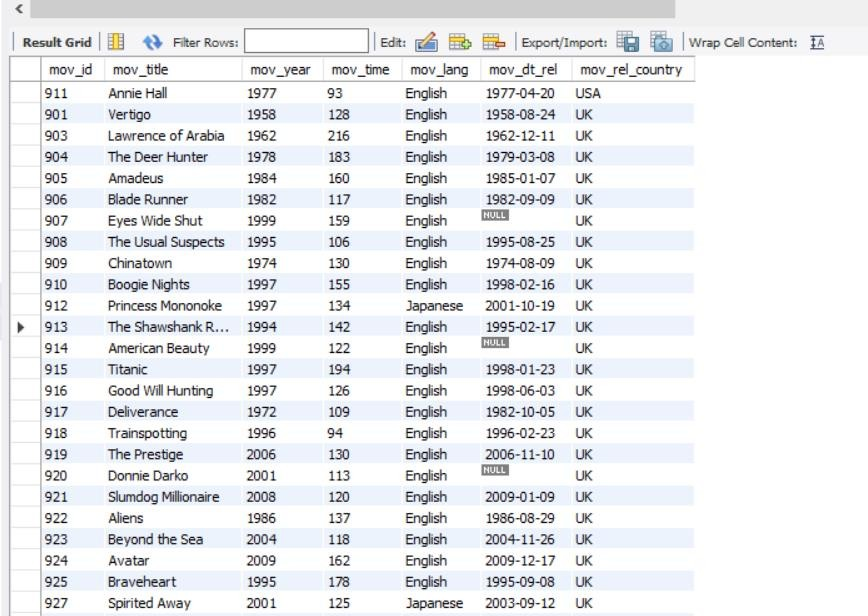 Result Grid Filter Rows: Edit: Export/Import: Wrap Cell Content:
mov_id mov_title mov_year mov_time mov_lang mov_dt_rel mov_rel_country
911 Annie Hall 1977 93 English 1977-04-20 USA
901 Vertigo 1958 128 English 1958-08-24 UK
903 Lawrence of Arabia 1962 216 English 1962-12-11 UK
904 The Deer Hunter 1978 183 English 1979-03-08 UK
905 Amadeus 1984 160 English 1985-01-07 UK
906 Blade Runner 1982 117 English 1982-09-09 UK
907 Eyes Wide Shut 1999 159 English NULL UK
908 The Usual Suspects 1995 106 English 1995-08-25 UK
909 Chinatown 1974 130 English 1974-08-09 UK
910 Boogie Nights 1997 155 English 1998-02-16 UK
912 Princess Mononoke 1997 134 Japanese 2001-10-19 UK
913 The Shawshank R... 1994 142 English 1995-02-17 UK
914 American Beauty 1999 122 English NULL UK
915 Titanic 1997 194 English 1998-01-23 UK
916 Good Will Hunting 1997 126 English 1998-06-03 UK
917 Deliverance 1972 109 English 1982-10-05 UK
918 Trainspotting 1996 94 English 1996-02-23 UK
919 The Prestige 2006 130 English 2006-11-10 UK
920 Donnie Darko 2001 113 English NULL UK
921 Slumdog Millionaire 2008 120 English 2009-01-09 UK
922 Aliens 1986 137 English 1986-08-29 UK
923 Beyond the Sea 2004 118 English 2004-11-26 UK
924 Avatar 2009 162 English 2009-12-17 UK
925 Braveheart 1995 178 English 1995-09-08 UK
927 Spirited Away 2001 125 Japanese 2003-09-12 UK